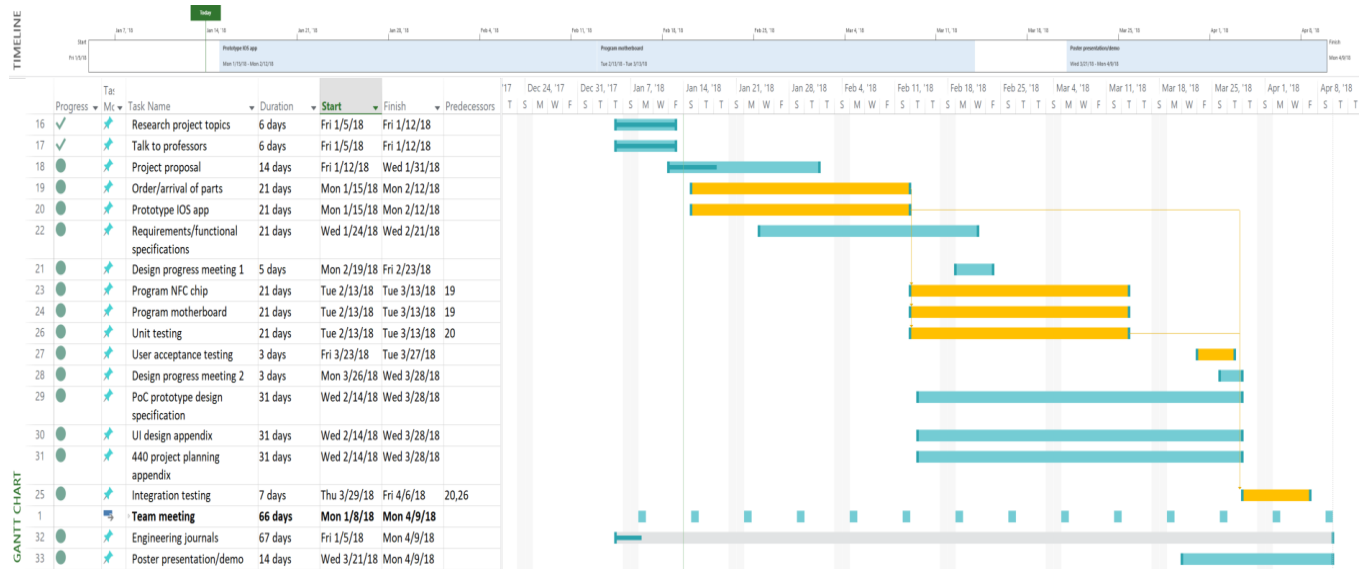 Today
Jan 7, '18 Jan 14, '18 Jan 21, '18 Jan 28, '18 Feb 4, '18 Feb 11, '18 Feb 18, '18 Feb 25, '18 Mar 4, '18 Mar 11, '18 Mar 18, '18 Mar 25, '18 Apr 1, '18 Apr 8, '18
TIMELINE
Start
Fri 1/5/18
Prototype IOS app
Mon 1/15/18 - Mon 2/12/18
Program motherboard
Tue 2/13/18 - Tue 3/13/18
Poster presentation/demo
Wed 3/21/18 - Mon 4/9/18
Finish
Mon 4/9/18
'17 Dec 24, '17 Dec 31, '17 Jan 7, '18 Jan 14, '18 Jan 21, '18 Jan 28, '18 Feb 4, '18 Feb 11, '18 Feb 18, '18 Feb 25, '18 Mar 4, '18 Mar 11, '18 Mar 18, '18 Mar 25, '18 Apr 1, '18 Apr 8, '18
Progress Tas Mc Task Name Duration Start Finish Predecessors
T S M W F S T T S M W F S T T S M W F S T T S M W F S T T S M W F S T T S M W F S T T S M W F S T T S M W F S T T S M W F S T
16 Research project topics 6 days Fri 1/5/18 Fri 1/12/18
17 Talk to professors 6 days Fri 1/5/18 Fri 1/12/18
18 Project proposal 14 days Fri 1/12/18 Wed 1/31/18
19 Order/arrival of parts 21 days Mon 1/15/18 Mon 2/12/18
20 Prototype IOS app 21 days Mon 1/15/18 Mon 2/12/18
22 Requirements/functional 21 days Wed 1/24/18 Wed 2/21/18
specifications
21 Design progress meeting 1 5 days Mon 2/19/18 Fri 2/23/18
23 Program NFC chip 21 days Tue 2/13/18 Tue 3/13/18 19
24 Program motherboard 21 days Tue 2/13/18 Tue 3/13/18 19
26 Unit testing 21 days Tue 2/13/18 Tue 3/13/18 20
27 User acceptance testing 3 days Fri 3/23/18 Tue 3/27/18
28 Design progress meeting 2 3 days Mon 3/26/18 Wed 3/28/18
29 PoC prototype design 31 days Wed 2/14/18 Wed 3/28/18
specification
30 UI design appendix 31 days Wed 2/14/18 Wed 3/28/18
31 440 project planning 31 days Wed 2/14/18 Wed 3/28/18
appendix
25 Integration testing 7 days Thu 3/29/18 Fri 4/6/18 20,26
1 Team meeting 66 days Mon 1/8/18 Mon 4/9/18
32 Engineering journals 67 days Fri 1/5/18 Mon 4/9/18
33 Poster presentation/demo 14 days Wed 3/21/18 Mon 4/9/18
GANTT CHART